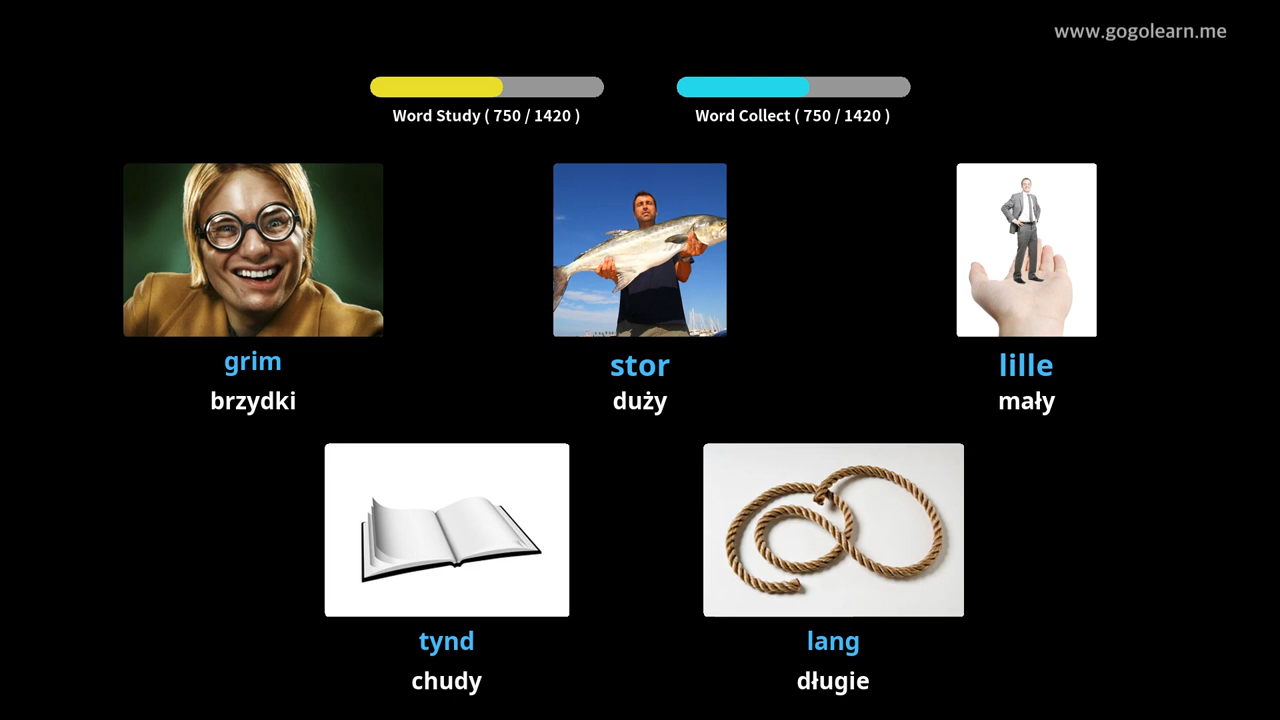 www.gogolearn.me
Word Study ( 750 / 1420 )
Word Collect ( 750 / 1420 )
grim
brzydki
stor
duży
lille
mały
tynd
chudy
lang
długie